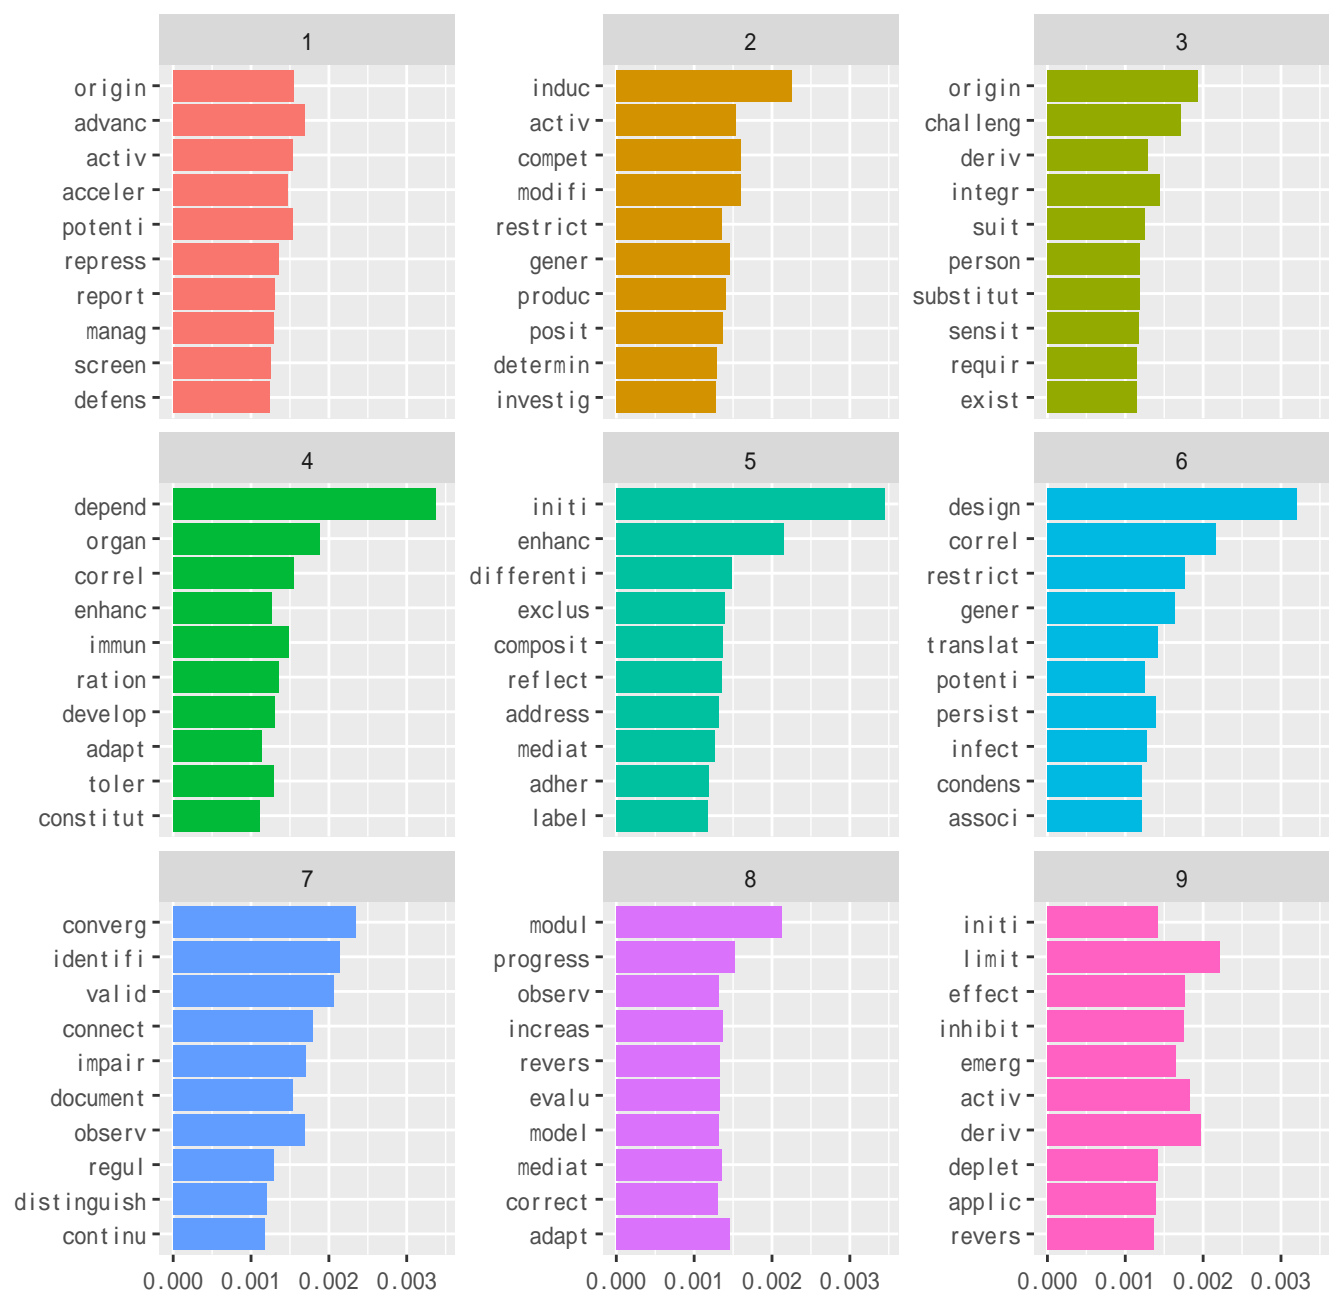 1
origin
advanc
activ
acceler
potenti
repress
report
manag
screen
defens
2
induc
activ
compet
modifi
restrict
gener
produc
posit
determin
investig
3
origin
challeng
deriv
integr
suit
person
substitut
sensit
requir
exist
4
depend
organ
correl
enhanc
immun
ration
develop
adapt
toler
constitut
5
initi
enhanc
differenti
exclus
composit
reflect
address
mediat
adher
label
6
design
correl
restrict
gener
translat
potenti
persist
infect
condens
associ
7
converg
identifi
valid
connect
impair
document
observ
regul
distinguish
continu
0.000 0.001 0.002 0.003
8
modul
progress
observ
increas
revers
evalu
model
mediat
correct
adapt
0.000 0.001 0.002 0.003
9
initi
limit
effect
inhibit
emerg
activ
deriv
deplet
applic
revers
0.000 0.001 0.002 0.003